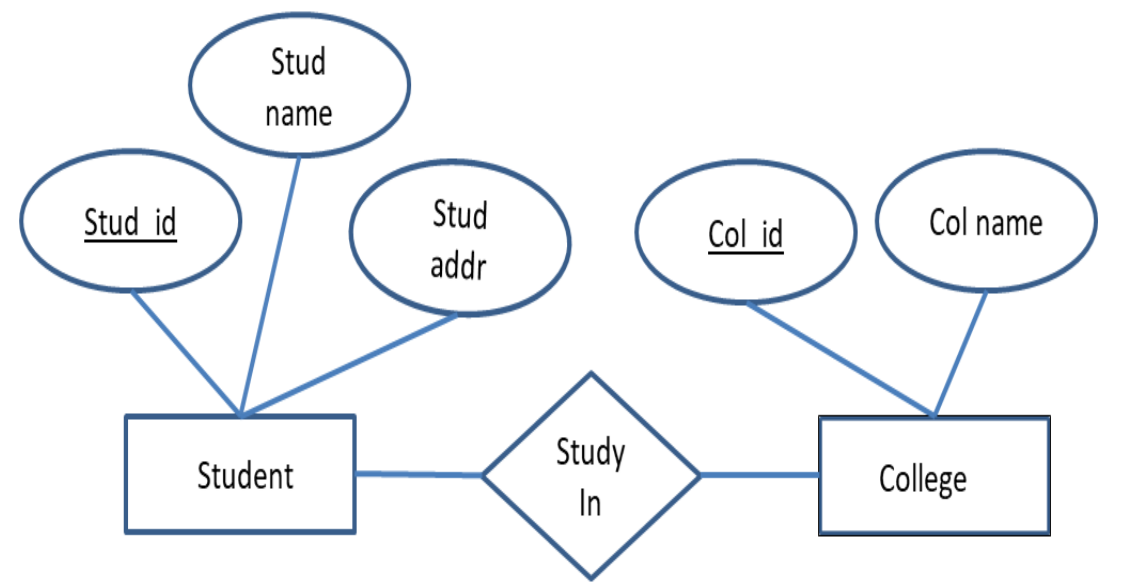 Stud
name
Stud_id
Stud
addr
Col_id
Col name
Student
Study
In
College